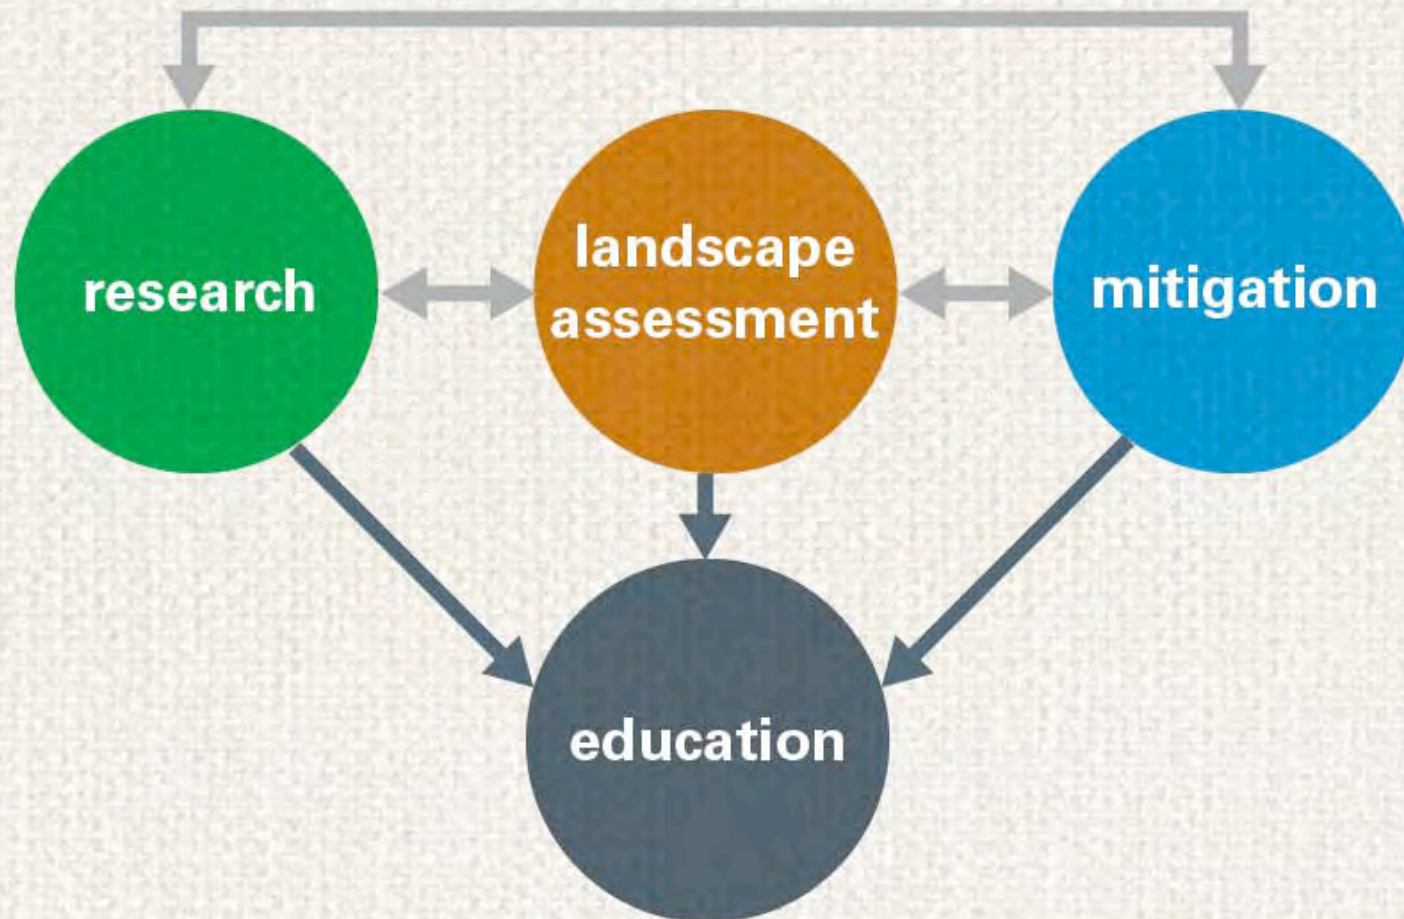 research
landscape
assessment
mitigation
education